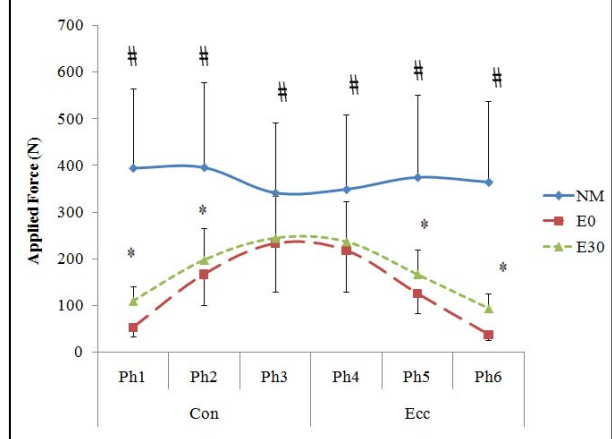 700
600
500
400
300
200
100
0
Applied Force (N)
# # # # # #
* * * *
NM
E0
E30
Ph1 Ph2 Ph3 Ph4 Ph5 Ph6
Con Ecc